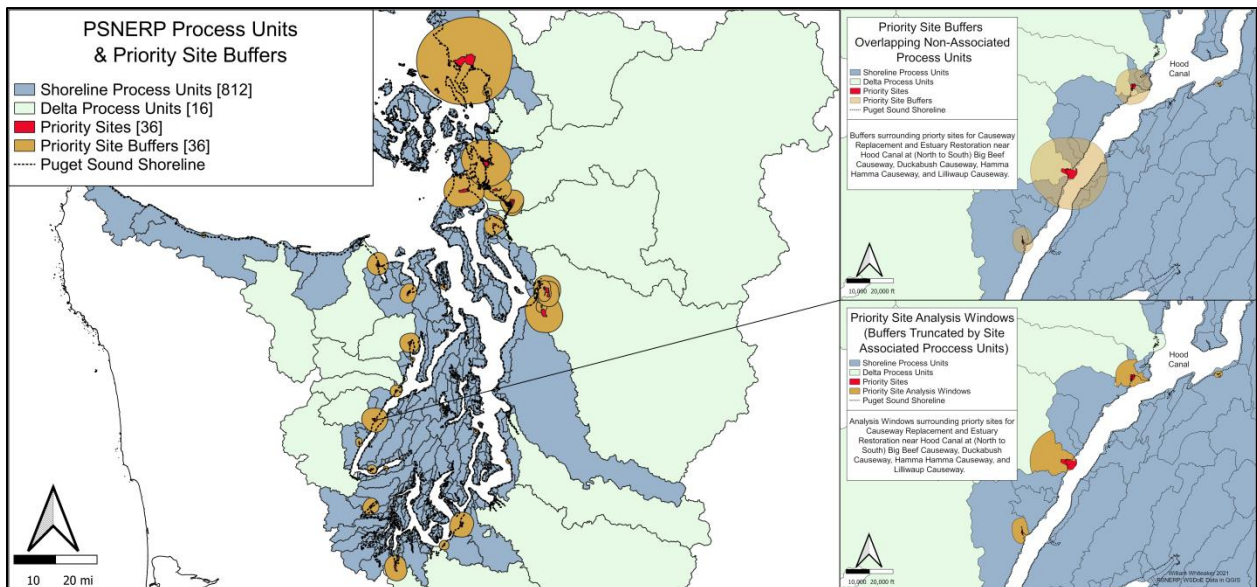 PSNERP Process Units
& Priority Site Buffers
Shoreline Process Units [812]
Delta Process Units [16]
Priority Sites [36]
Priority Site Buffers [36]
Puget Sound Shoreline
10 20 mi
Priority Site Buffers
Overlapping Non-Associated
Process Units
Shoreline Process Units
Delta Process Units
Priority Sites
Priority Site Buffers
Puget Sound Shoreline
Buffers surrounding priorty sites for Causeway
Replacement and Estuary Restoration near
Hood Canal at (North to South) Big Beef
Causeway, Duckabush Causeway, Hamma
Hamma Causeway, and Lilliwaup Causeway.
Hood
Canal
10,000 20,000 ft
Priority Site Analysis Windows
(Buffers Truncated by Site
Associated Proccess Units)
Shoreline Process Units
Delta Process Units
Priority Sites
Priority Site Analysis Windows
Puget Sound Shoreline
Analysis Windows surrounding priorty sites for
Causeway Replacement and Estuary
Restoration near Hood Canal at (North to
South) Big Beef Causeway, Duckabush
Causeway, Hamma Hamma Causeway, and
Lilliwaup Causeway.
Hood
Canal
10,000 20,000 ft
William Whiteaker 2021
PSNERP, WSDoE Data in QGIS